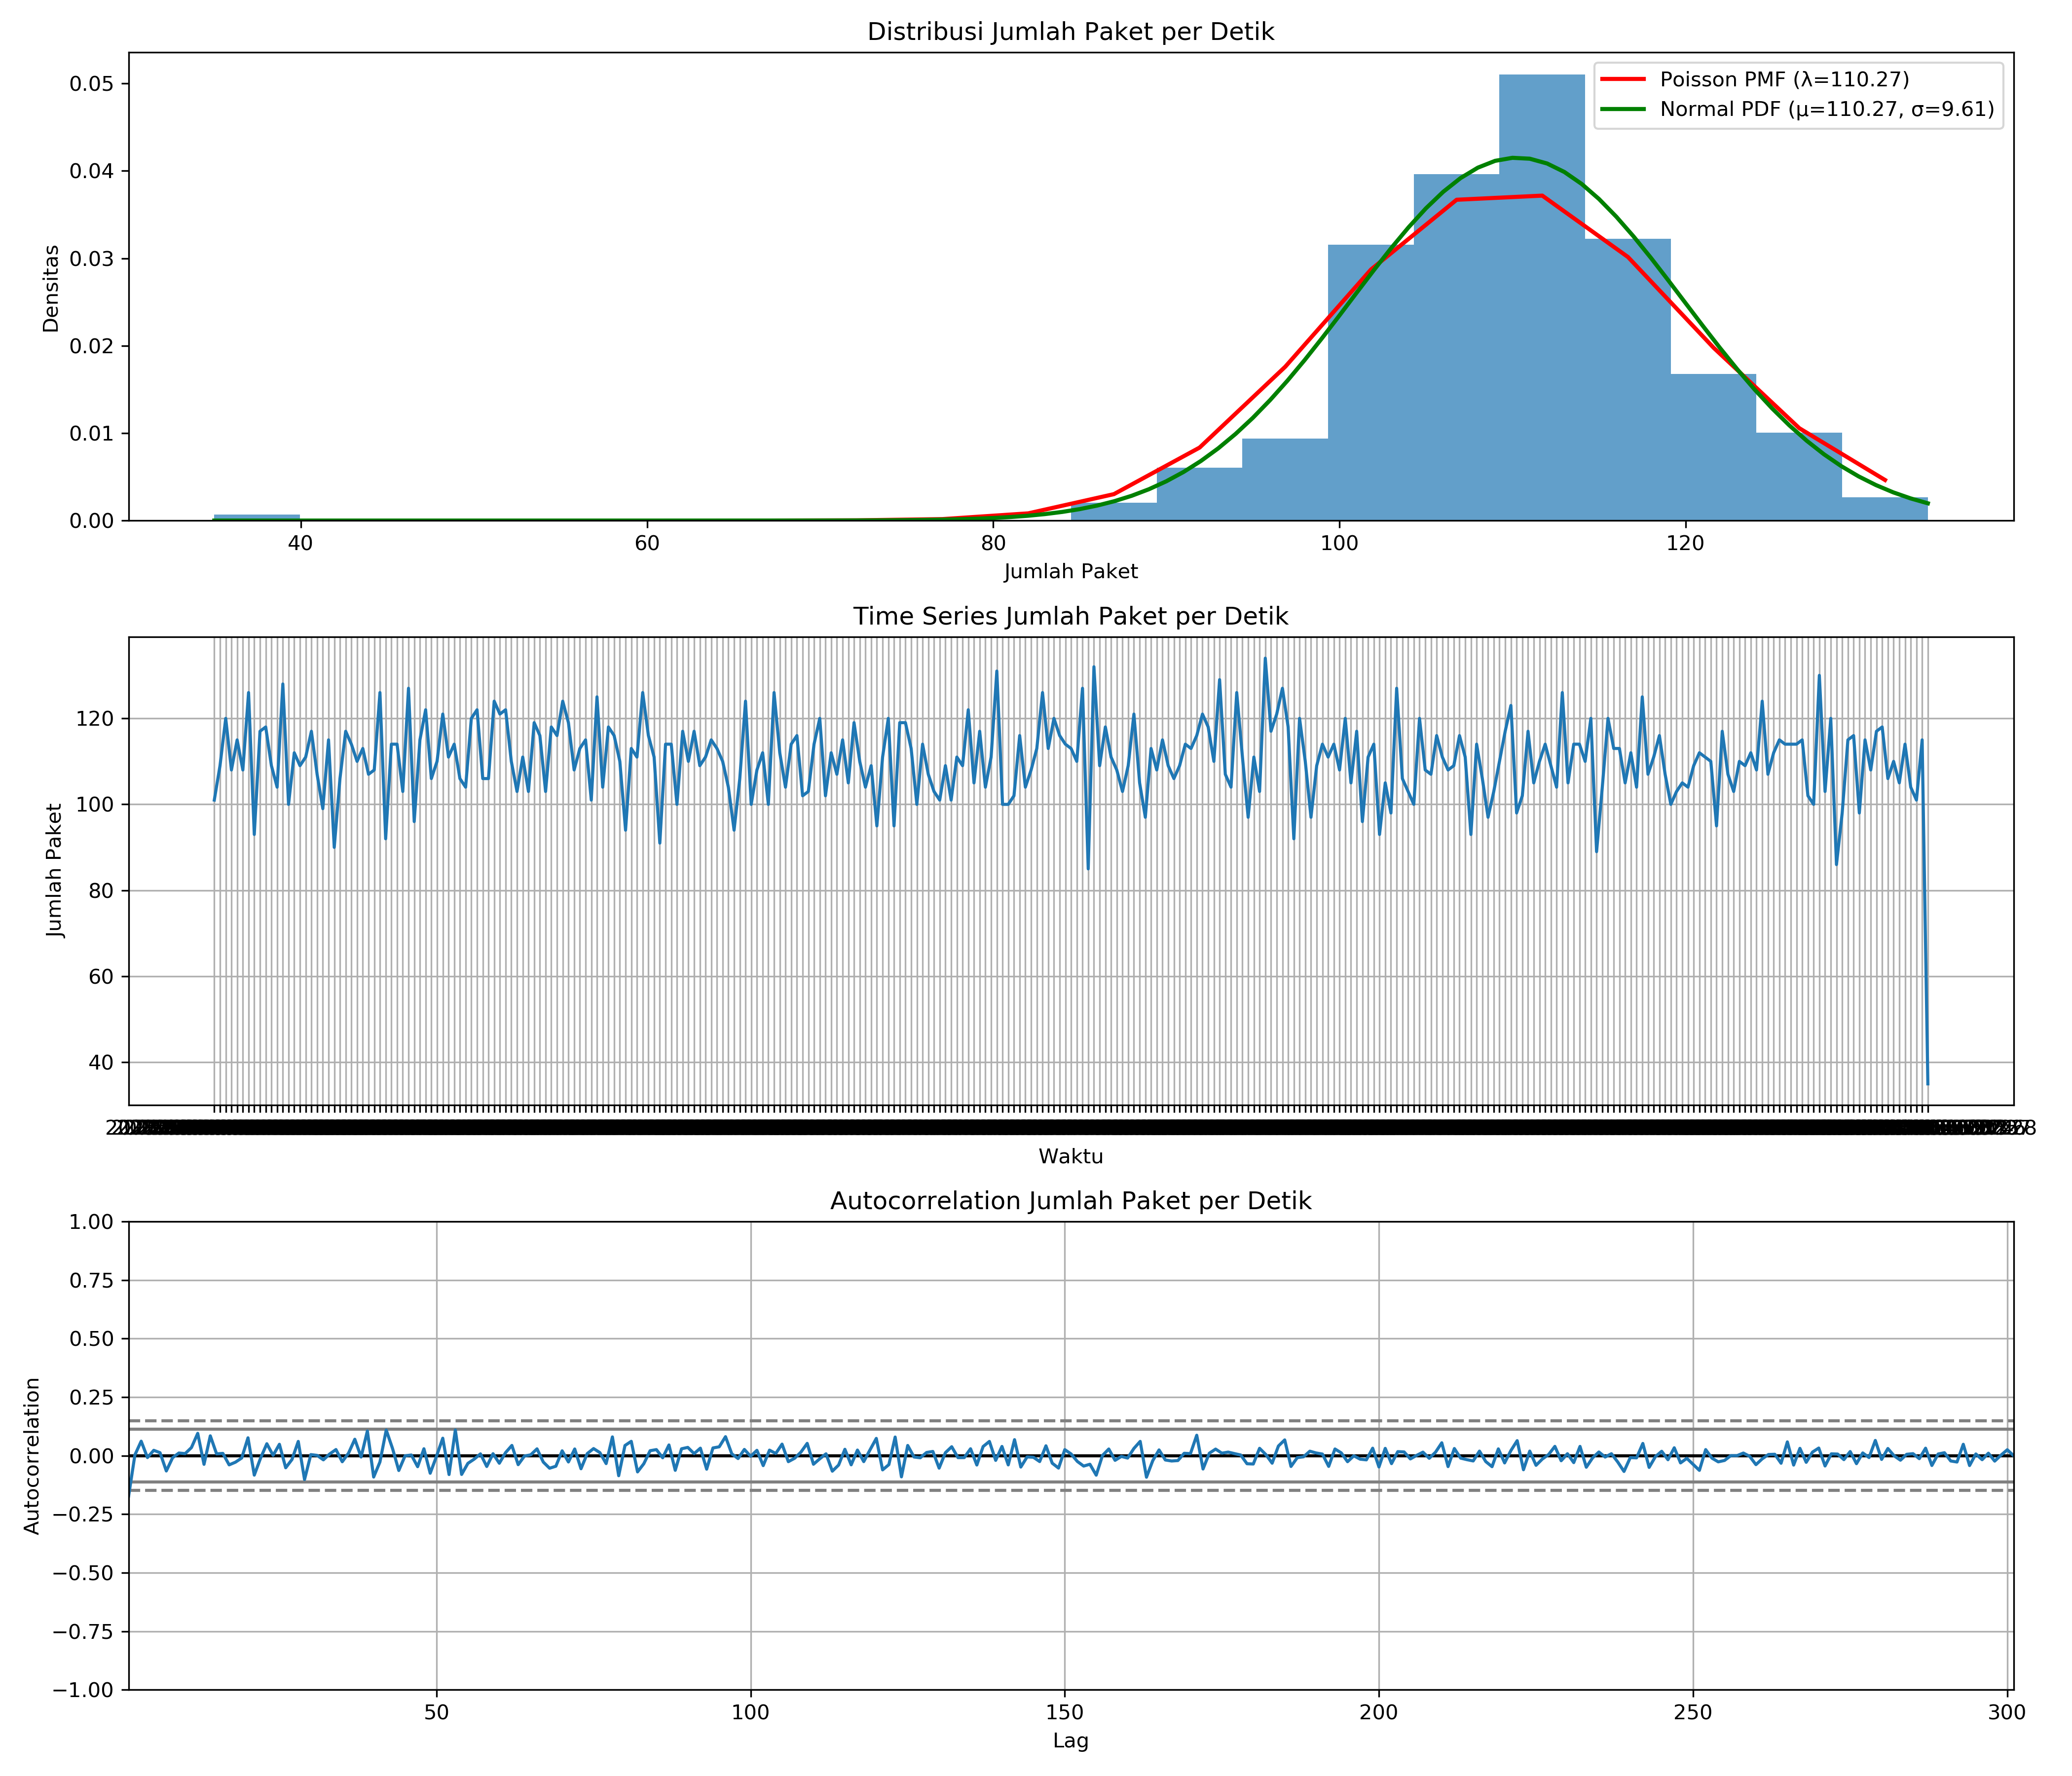 Distribusi Jumlah Paket per Detik
Poisson PMF (λ=110.27)
Normal PDF (μ=110.27, σ=9.61)
0.05
0.04
0.03
0.02
0.01
0.00
Densitas
40 60 80 100 120
Jumlah Paket
Time Series Jumlah Paket per Detik
120
100
80
60
40
Jumlah Paket
Waktu
Autocorrelation Jumlah Paket per Detik
1.00
0.75
0.50
0.25
0.00
−0.25
−0.50
−0.75
−1.00
Autocorrelation
50 100 150 200 250 300
Lag